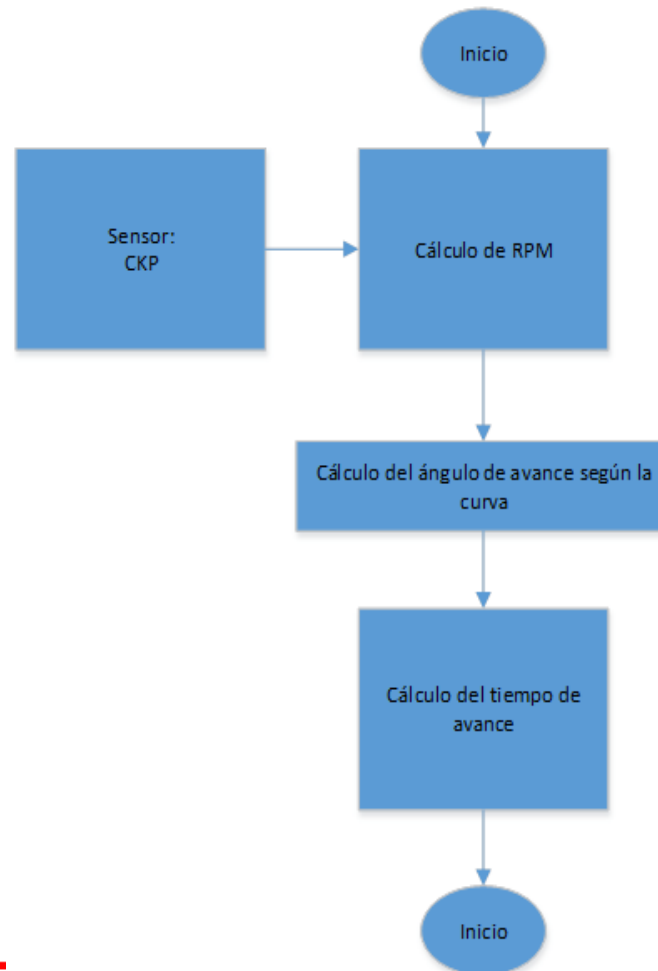 Inicio
Sensor:
CKP
Cálculo de RPM
Cálculo del ángulo de avance según la
curva
Cálculo del tiempo de
avance
Inicio